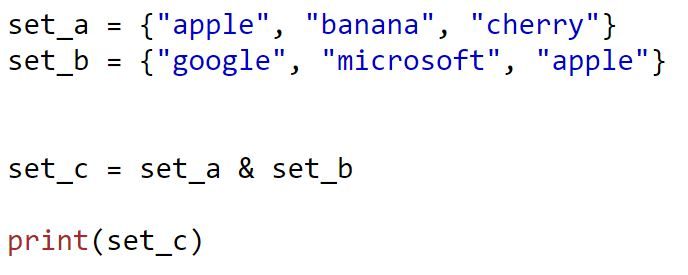 set_a = {"apple", "banana", "cherry"}
set_b = {"google", "microsoft", "apple"}
set_c = set_a & set_b
print(set_c)